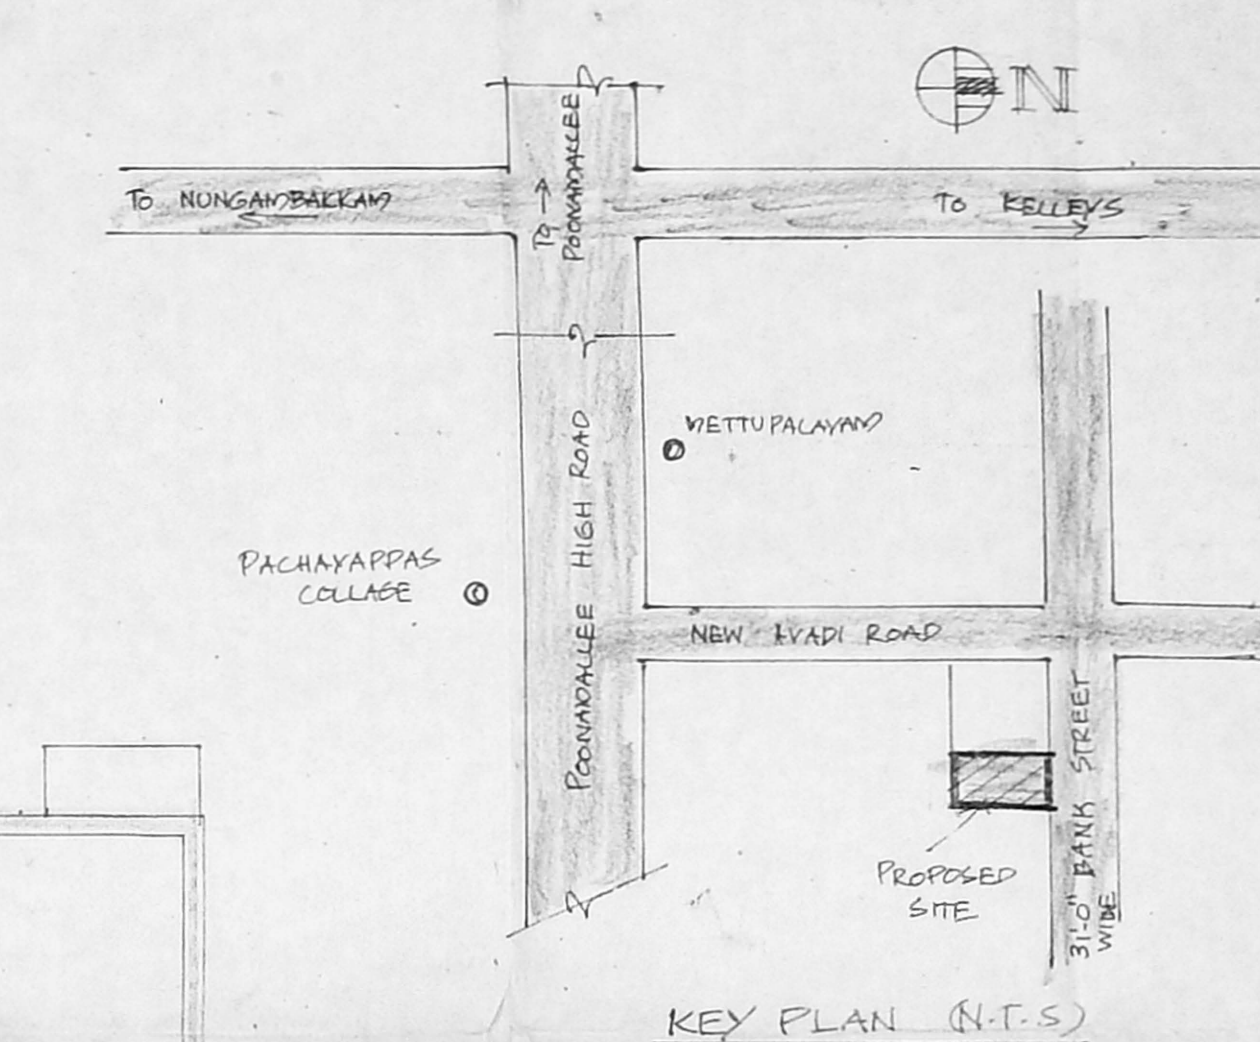 N
To NUNGAMBAKKAM
To POONAMALLEE
To KELLEYS
METTUPALAYAM
POONAMALLEE HIGH ROAD
PACHAYAPPAS
COLLAGE
NEW AVADI ROAD
31'-0" BANK STREET
WIDE
PROPOSED
SITE
KEY PLAN (N.T.S)